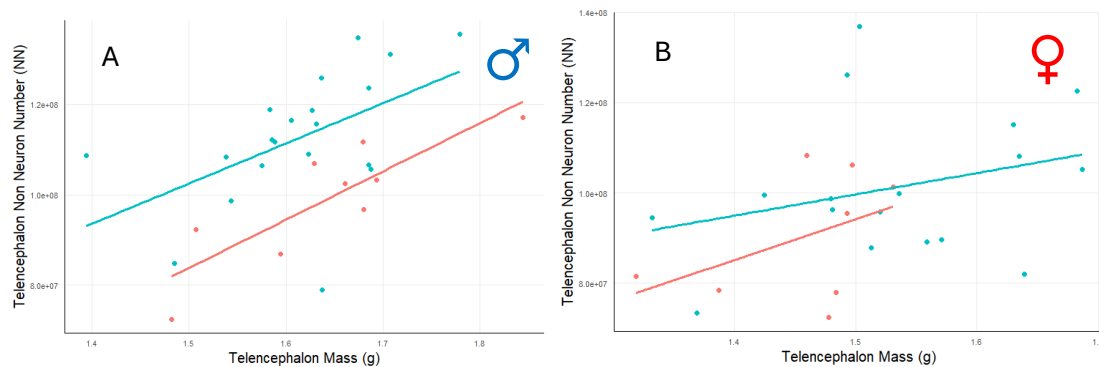 A
Telencephalon Non Neuron Number (NN)
1.2e+08
1.0e+08
8.0e+07
1.4
1.5
1.6
1.7
1.8
Telencephalon Mass (g)
B
Telencephalon Non Neuron Number (NN)
1.4e+08
1.2e+08
1.0e+08
8.0e+07
1.4
1.5
1.6
Telencephalon Mass (g)